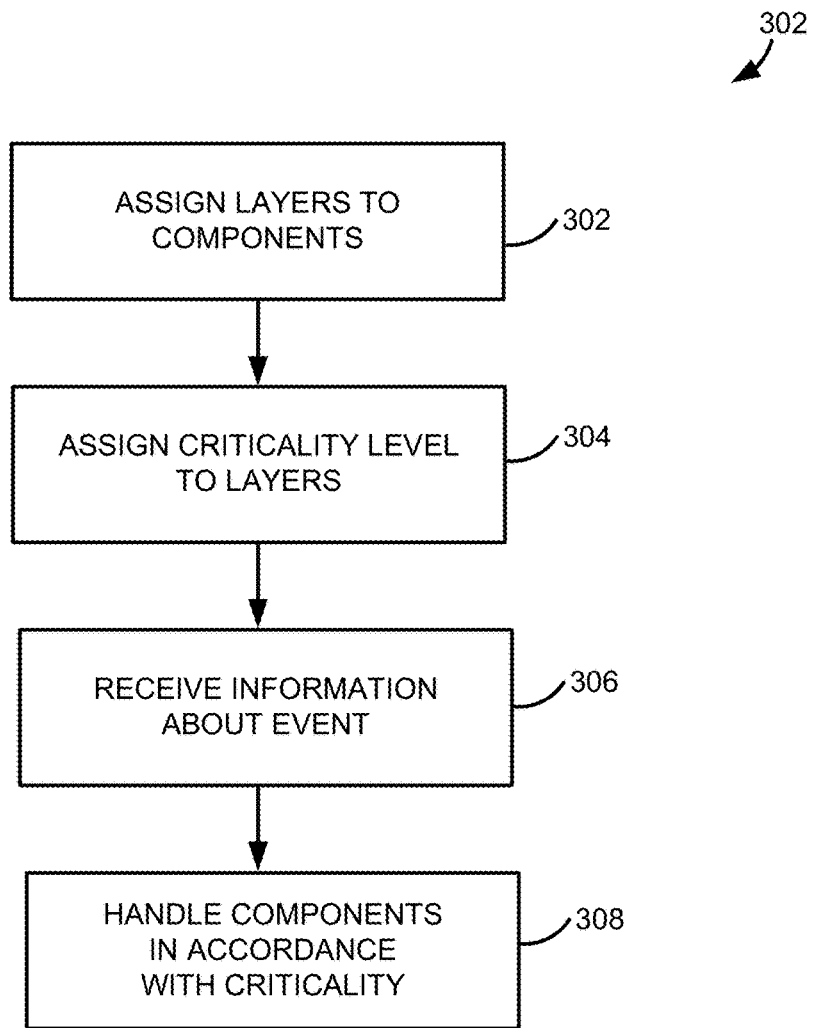 302
ASSIGN LAYERS TO
COMPONENTS
302
ASSIGN CRITICALITY LEVEL
TO LAYERS
304
RECEIVE INFORMATION
ABOUT EVENT
306
HANDLE COMPONENTS
IN ACCORDANCE
WITH CRITICALITY
308